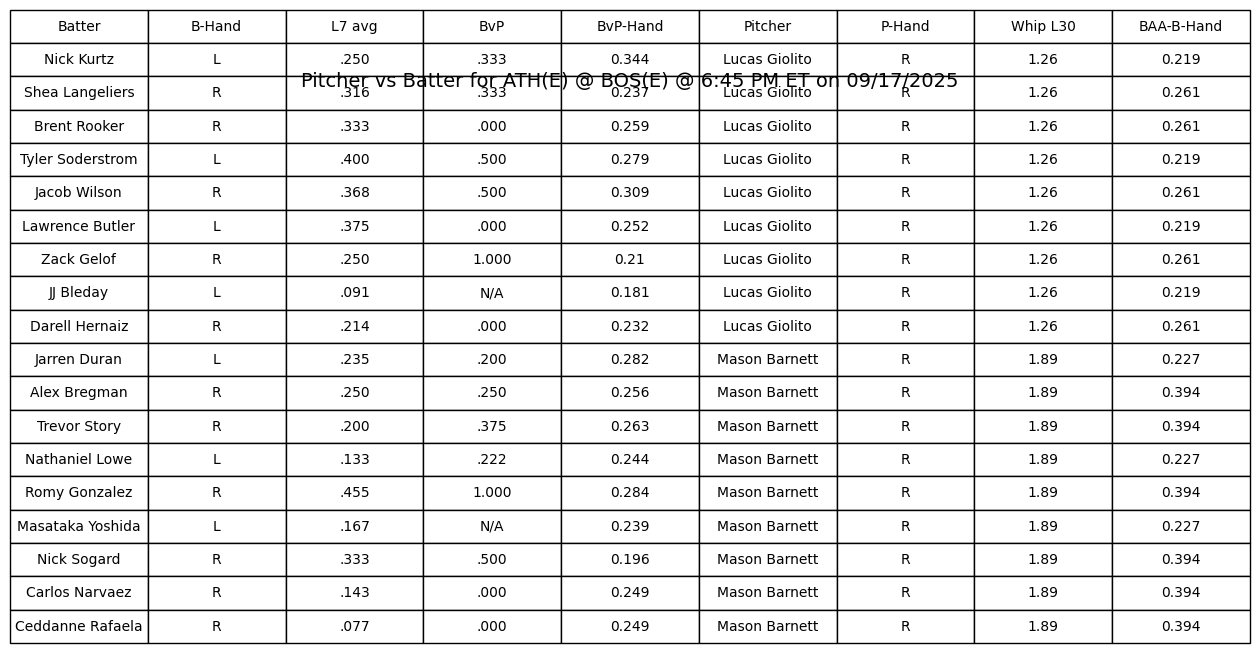 Batter B-Hand L7 avg BvP BvP-Hand Pitcher P-Hand Whip L30 BAA-B-Hand
Nick Kurtz L .250 .333 0.344 Lucas Giolito R 1.26 0.219
Pitcher vs Batter for ATH(E) @ BOS(E) @ 6:45 PM ET on 09/17/2025
Shea Langeliers R .316 .333 0.237 Lucas Giolito R 1.26 0.261
Brent Rooker R .333 .000 0.259 Lucas Giolito R 1.26 0.261
Tyler Soderstrom L .400 .500 0.279 Lucas Giolito R 1.26 0.219
Jacob Wilson R .368 .500 0.309 Lucas Giolito R 1.26 0.261
Lawrence Butler L .375 .000 0.252 Lucas Giolito R 1.26 0.219
Zack Gelof R .250 1.000 0.21 Lucas Giolito R 1.26 0.261
JJ Bleday L .091 N/A 0.181 Lucas Giolito R 1.26 0.219
Darell Hernaiz R .214 .000 0.232 Lucas Giolito R 1.26 0.261
Jarren Duran L .235 .200 0.282 Mason Barnett R 1.89 0.227
Alex Bregman R .250 .250 0.256 Mason Barnett R 1.89 0.394
Trevor Story R .200 .375 0.263 Mason Barnett R 1.89 0.394
Nathaniel Lowe L .133 .222 0.244 Mason Barnett R 1.89 0.227
Romy Gonzalez R .455 1.000 0.284 Mason Barnett R 1.89 0.394
Masataka Yoshida L .167 N/A 0.239 Mason Barnett R 1.89 0.227
Nick Sogard R .333 .500 0.196 Mason Barnett R 1.89 0.394
Carlos Narvaez R .143 .000 0.249 Mason Barnett R 1.89 0.394
Ceddanne Rafaela R .077 .000 0.249 Mason Barnett R 1.89 0.394